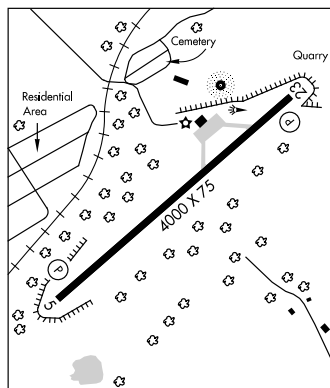 Cemetery
Quarry
Residential
Area
23
P
4000 X 75
P
5